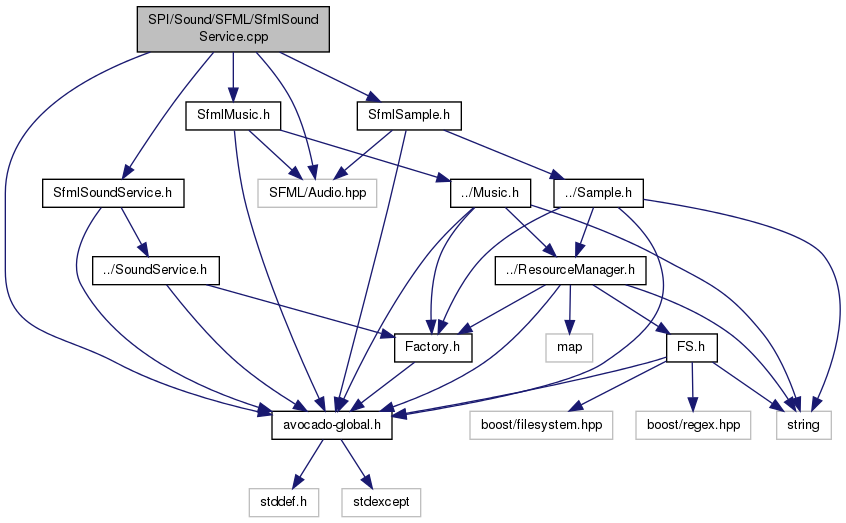 SPI/Sound/SFML/SfmlSound
Service.cpp
SfmlMusic.h
SfmlSample.h
SfmlSoundService.h
SFML/Audio.hpp
../Music.h
../Sample.h
../SoundService.h
../ResourceManager.h
Factory.h
map
FS.h
avocado-global.h
boost/filesystem.hpp
boost/regex.hpp
string
stddef.h
stdexcept